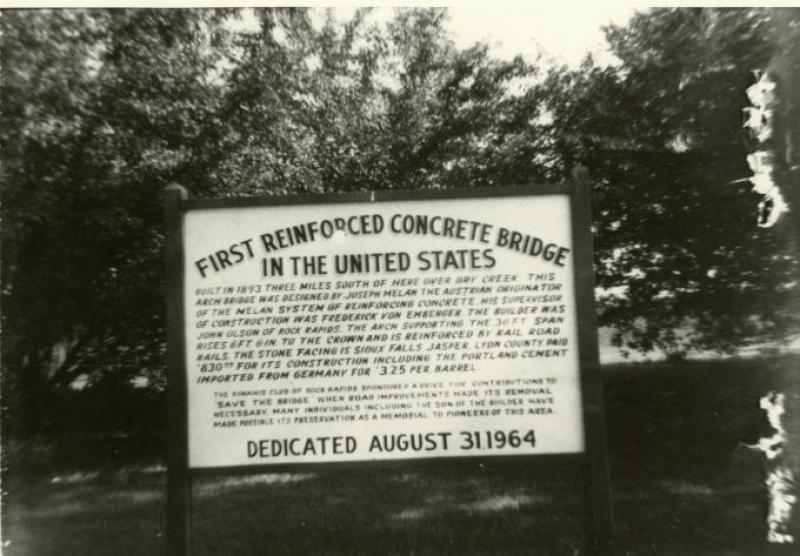 FIRST REINFORCED CONCRETE BRIDGE
IN THE UNITED STATES
BUILT IN 1893 THREE MILES SOUTH OF HERE OVER DRY CREEK THIS
ARCH BRIDGE WAS DESIGNED BY JOSEPH MELAN THE AUSTRIAN ORIGINATOR
OF THE MELAN SYSTEM OF REINFORCING CONCRETE. HIS SUPERVISOR
OF CONSTRUCTION WAS FREDERICK VON EMBERGER. THE BUILDER WAS
JOHN OLSON OF ROCK RAPIDS. THE ARCH SUPPORTING THE 30 FT. SPAN
RISES 6 FT 6 IN. TO THE CROWN AND IS REINFORCED BY RAIL ROAD
RAILS. THE STONE FACING IS SIOUX FALLS JASPER. LYON COUNTY PAID
$830.00 FOR ITS CONSTRUCTION INCLUDING THE PORTLAND CEMENT
IMPORTED FROM GERMANY FOR $3.25 PER. BARREL.
THE KIWANIS CLUB OF ROCK RAPIDS SPONSORED A DRIVE FOR CONTRIBUTIONS TO
"SAVE THE BRIDGE" WHEN ROAD IMPROVEMENTS MADE ITS REMOVAL
NECESSARY. MANY INDIVIDUALS INCLUDING THE SON OF THE BUILDER HAVE
MADE POSSIBLE ITS PRESERVATION AS A MEMORIAL TO PIONEERS OF THIS AREA.
DEDICATED AUGUST 31.1964